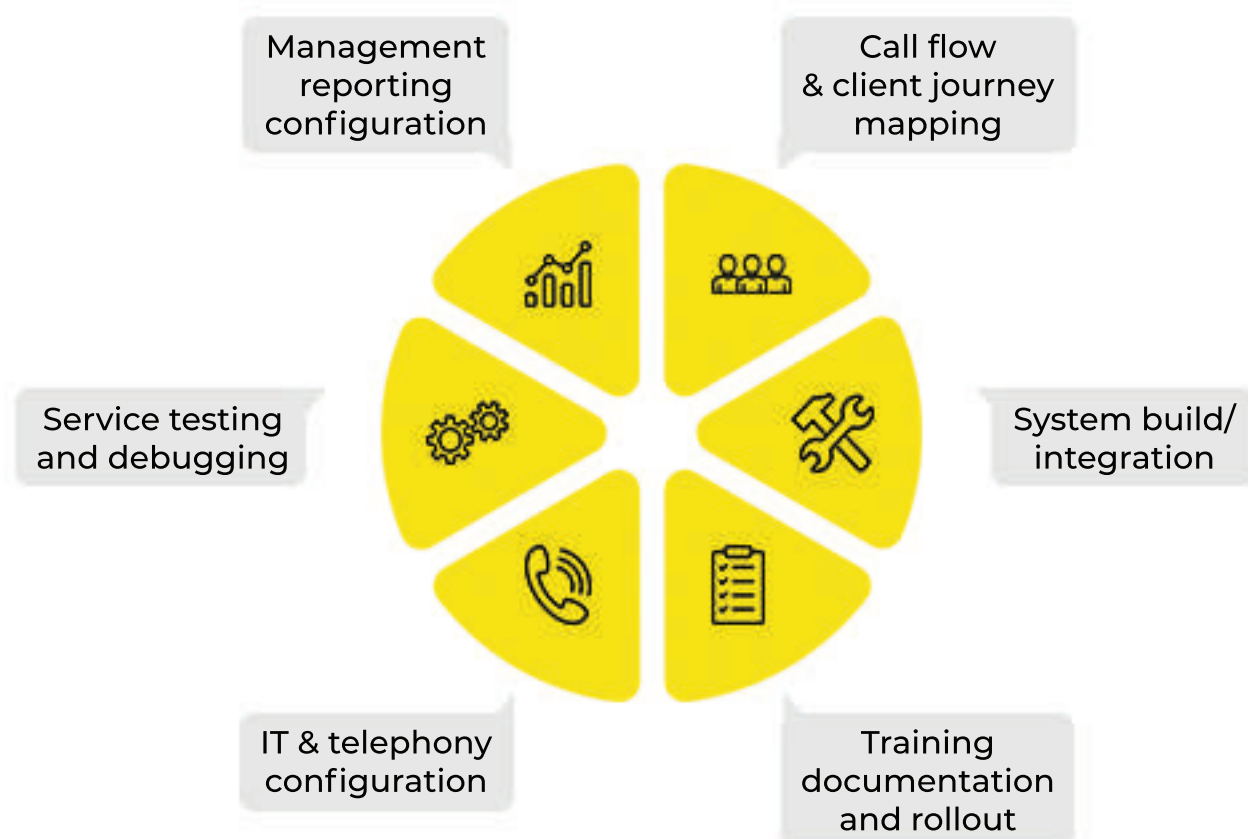 Management
reporting
configuration
Call flow
& client journey
mapping
Service testing
and debugging
System build/
integration
IT & telephony
configuration
Training
documentation
and rollout